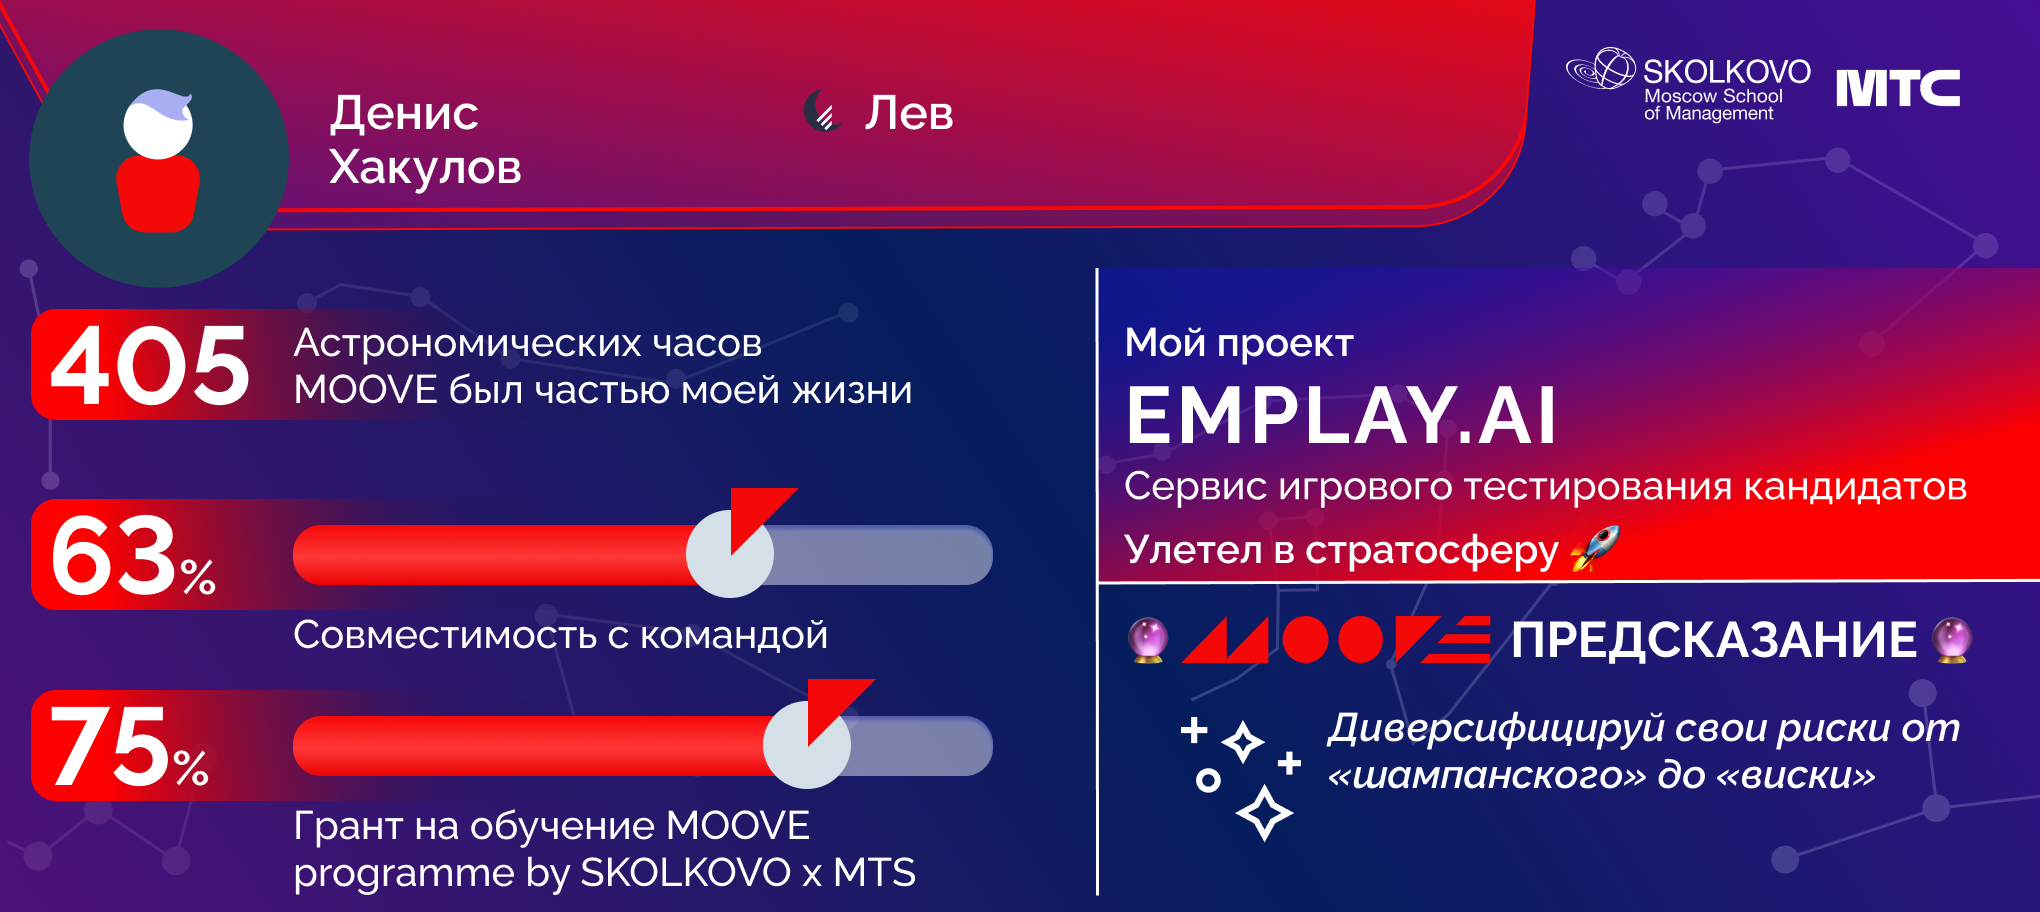 Денис
Хакулов
Лев
SKOLKOVO
Moscow School
of Management
МТС
405
Астрономических часов
MOOVE был частью моей жизни
63%
Совместимость с командой
75%
Грант на обучение MOOVE
programme by SKOLKOVO x MTS
Мой проект
EMPLAY.AI
Сервис игрового тестирования кандидатов
Улетел в стратосферу 🚀
🔮 MOOVE ПРЕДСКАЗАНИЕ 🔮
Диверсифицируй свои риски от
«шампанского» до «виски»